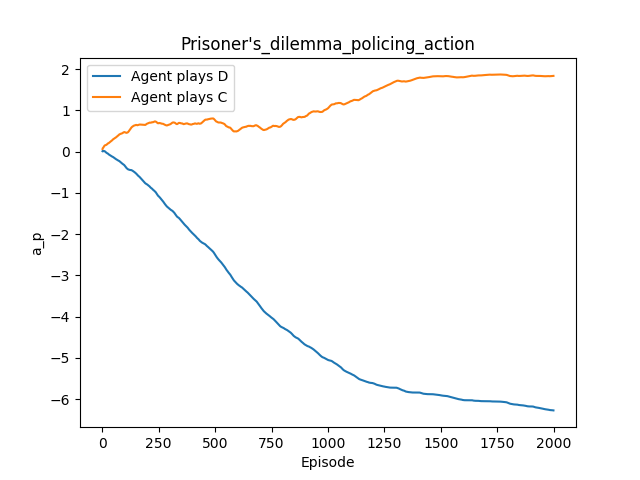 Prisoner's_dilemma_policing_action
Agent plays D
Agent plays C
2
1
0
−1
−2
−3
−4
−5
−6
a_p
0 250 500 750 1000 1250 1500 1750 2000
Episode